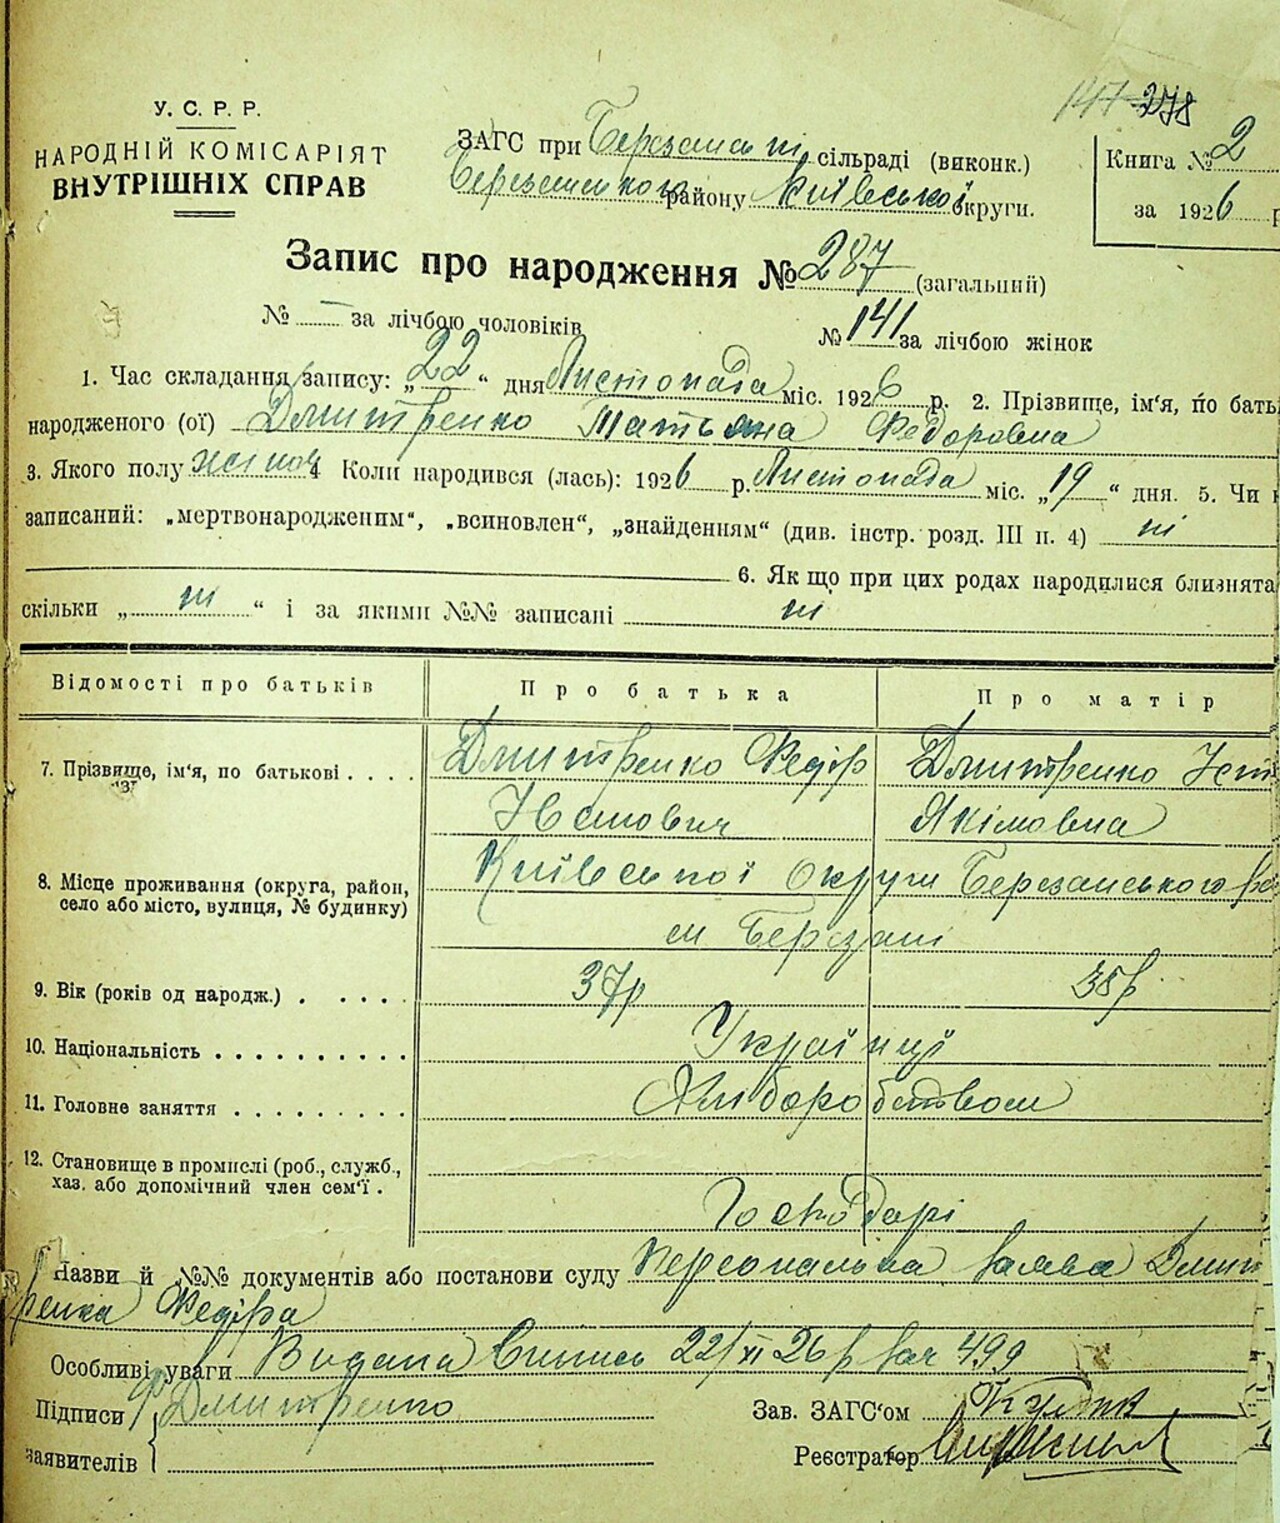 147 278
У. С. Р. Р.
НАРОДНІЙ КОМІСАРІЯТ
ВНУТРІШНІХ СПРАВ
ЗАГС при Березанські сільраді (виконк.)
Березанського району Київської округи.
Книга № 2
за 1926 р
Запис про народження № 287 (загальний)
№ — за лічбою чоловіків
№ 141 за лічбою жінок
1. Час складання запису: „22“ дня Листопада міс. 1926 р. 2. Прізвище, ім‘я, по бать
народженого (ої) Дмитренко Татьяна Федоровна
3. Якого полу жіноч 4 Коли народився (лась): 1926 р. Листопада міс. „19“ дня. 5. Чи н
записаний: „мертвонародженим“, „всиновлен“, „знайденням“ (див. інстр. розд. III п. 4) ні
6. Як що при цих родах народилися близнята
скільки „ні“ і за якими №№ записані ні
Відомості про батьків Про батька Про матір
7. Прізвище, ім‘я, по батькові . . . . Дмитренко Федір Дмитренко
Іванович Якімовна
8. Місце проживання (округа, район, Київської округи Березанського
село або місто, вулиця, № будинку) м Березані
9. Вік (років од народж.) . . . . . 37р 38р
10. Національність . . . . . . . . . . Українці
11. Головне заняття . . . . . . . . . Хліборобством
12. Становище в промислі (роб., служб.,
хаз. або допомічний член сем‘ї . Господарі
Назви й №№ документів або постанови суду Персональна заява Дмит
ренка Федіра
Особливі уваги Видана Випись 22/XI 26 р за ч 499
Підписи Ф Дмитренко
заявителів
Зав. ЗАГС‘ом
Реєстратор